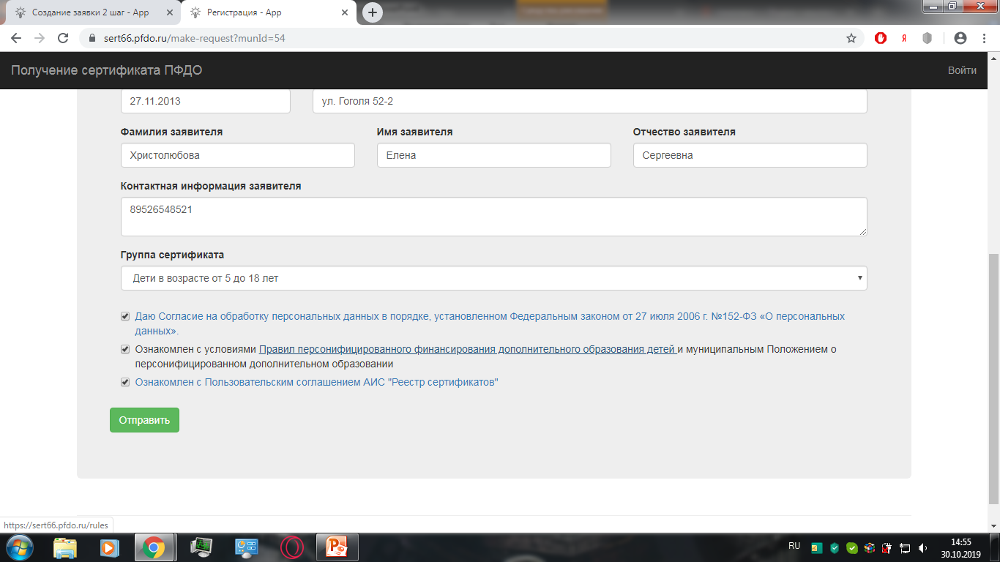 Создание заявки 2 шаг - App
Регистрация - App
sert66.pfdo.ru/make-request?munId=54
Получение сертификата ПФДО
Войти
27.11.2013
ул. Гоголя 52-2
Фамилия заявителя
Имя заявителя
Отчество заявителя
Христолюбова
Елена
Сергеевна
Контактная информация заявителя
89526548521
Группа сертификата
Дети в возрасте от 5 до 18 лет
Даю Согласие на обработку персональных данных в порядке, установленном Федеральным законом от 27 июля 2006 г. №152-ФЗ «О персональных
данных».
Ознакомлен с условиями Правил персонифицированного финансирования дополнительного образования детей и муниципальным Положением о
персонифицированном дополнительном образовании
Ознакомлен с Пользовательским соглашением АИС "Реестр сертификатов"
Отправить
https://sert66.pfdo.ru/rules
RU
14:55
30.10.2019